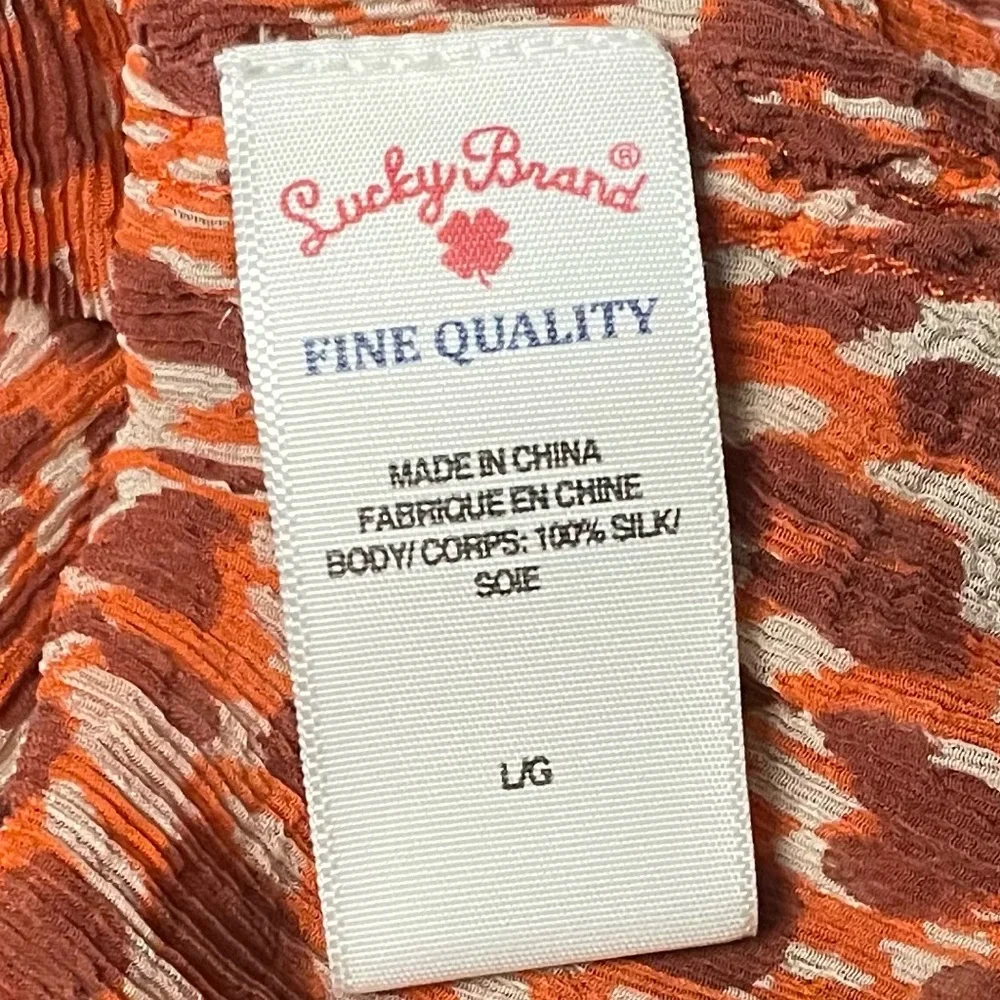 Lucky Brand®
FINE QUALITY
MADE IN CHINA
FABRIQUE EN CHINE
BODY/ CORPS: 100% SILK/
SOIE
L/G